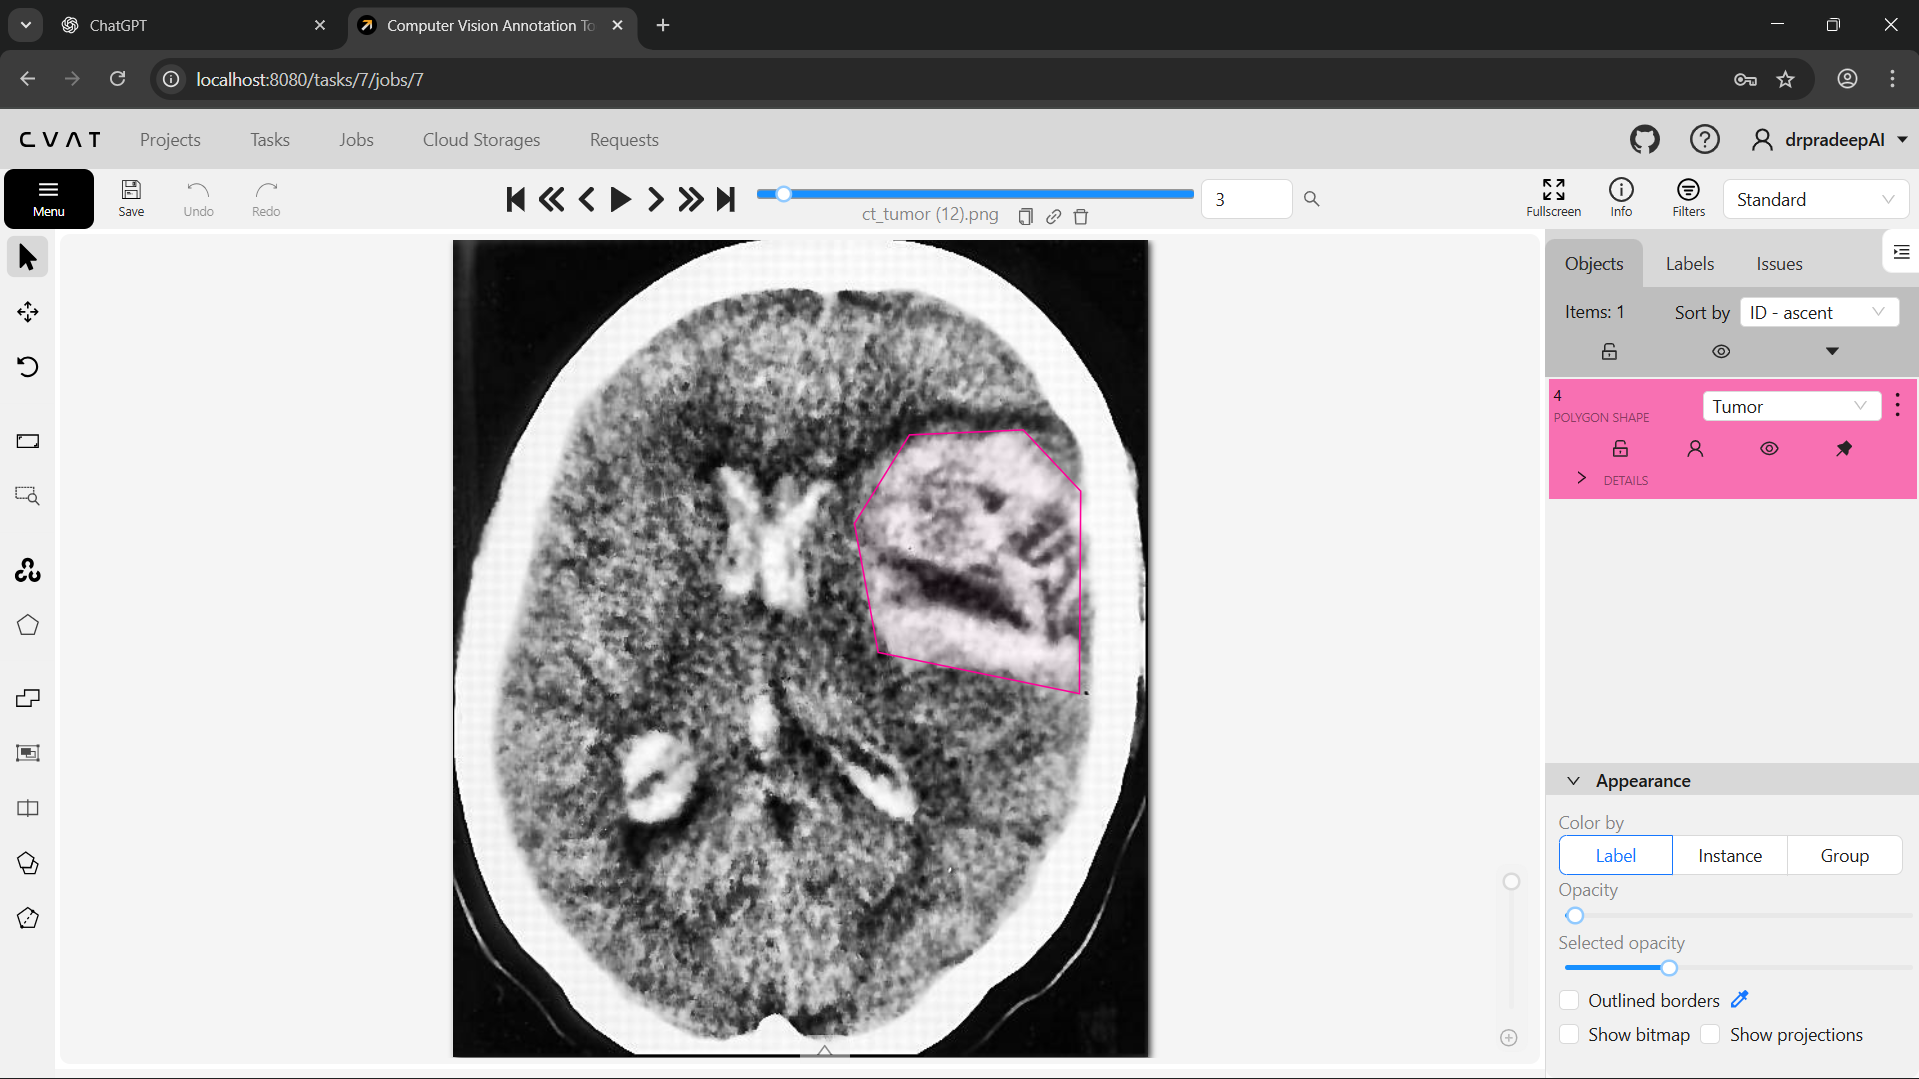 ChatGPT
Computer Vision Annotation To
localhost:8080/tasks/7/jobs/7
CVAT Projects Tasks Jobs Cloud Storages Requests drpradeepAI
Menu Save Undo Redo 3 Fullscreen Info Filters Standard
ct_tumor (12).png
Objects Labels Issues
Items: 1 Sort by ID - ascent
4
POLYGON SHAPE Tumor
DETAILS
Appearance
Color by
Label Instance Group
Opacity
Selected opacity
Outlined borders
Show bitmap Show projections